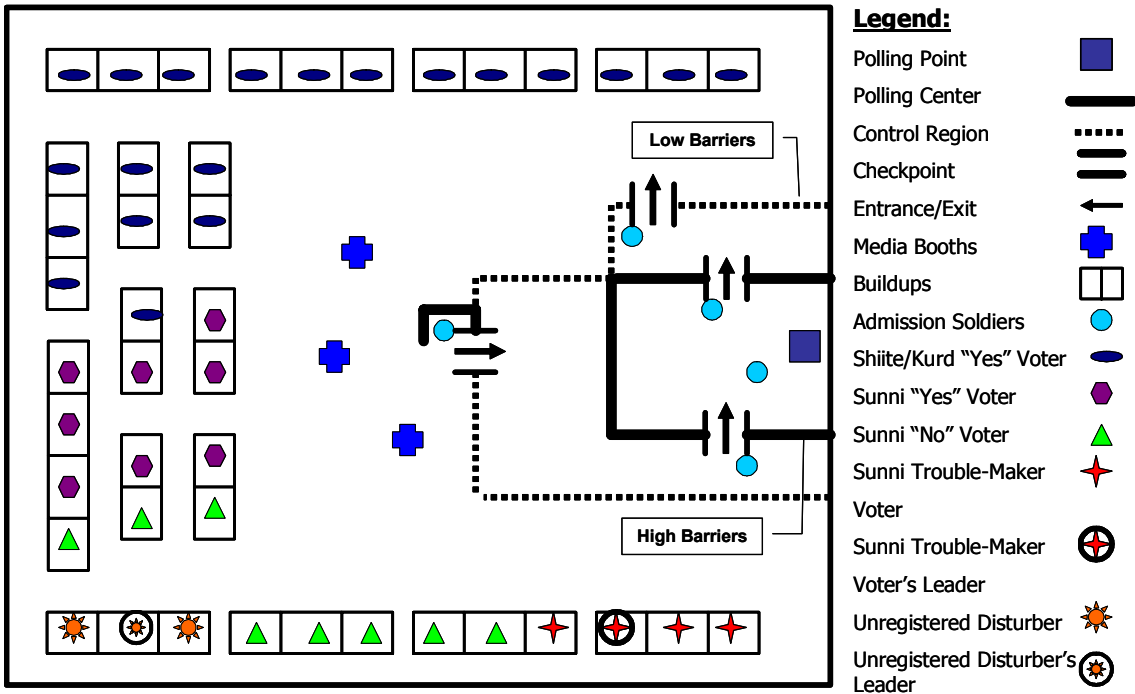 Legend:
Polling Point
Polling Center
Low Barriers
Control Region
Checkpoint
Entrance/Exit
Media Booths
Buildups
Admission Soldiers
Shiite/Kurd “Yes” Voter
Sunni “Yes” Voter
Sunni “No” Voter
Sunni Trouble-Maker
Voter
High Barriers
Sunni Trouble-Maker
Voter’s Leader
Unregistered Disturber
Unregistered Disturber’s
Leader